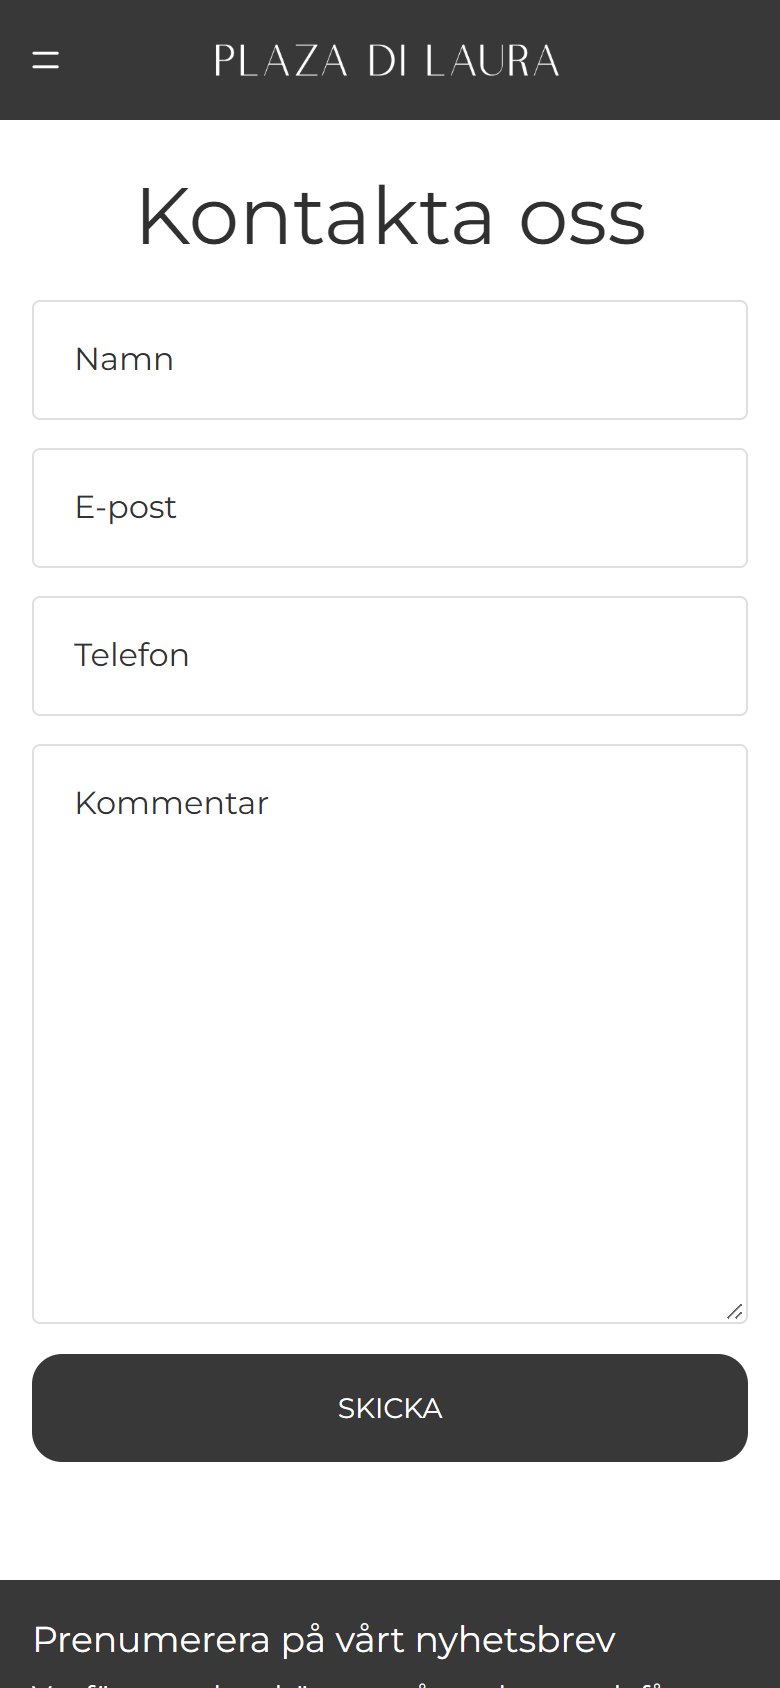 PLAZA DI LAURA
Kontakta oss
Namn
E-post
Telefon
Kommentar
SKICKA
Prenumerera på vårt nyhetsbrev